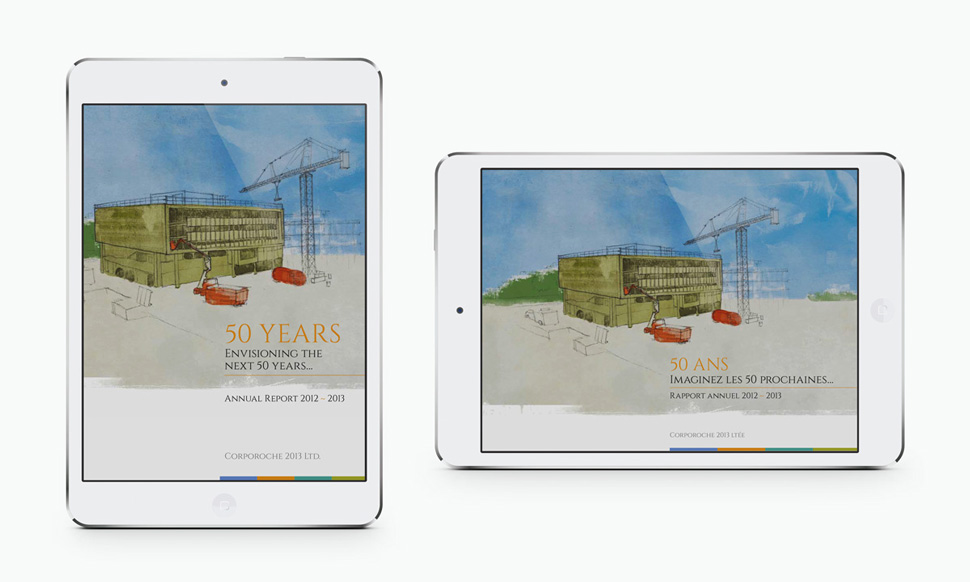 50 YEARS
ENVISIONING THE
NEXT 50 YEARS...
ANNUAL REPORT 2012 – 2013
CORPOROCHE 2013 LTD.
50 ANS
IMAGINEZ LES 50 PROCHAINES...
RAPPORT ANNUEL 2012 – 2013
CORPOROCHE 2013 LTÉE